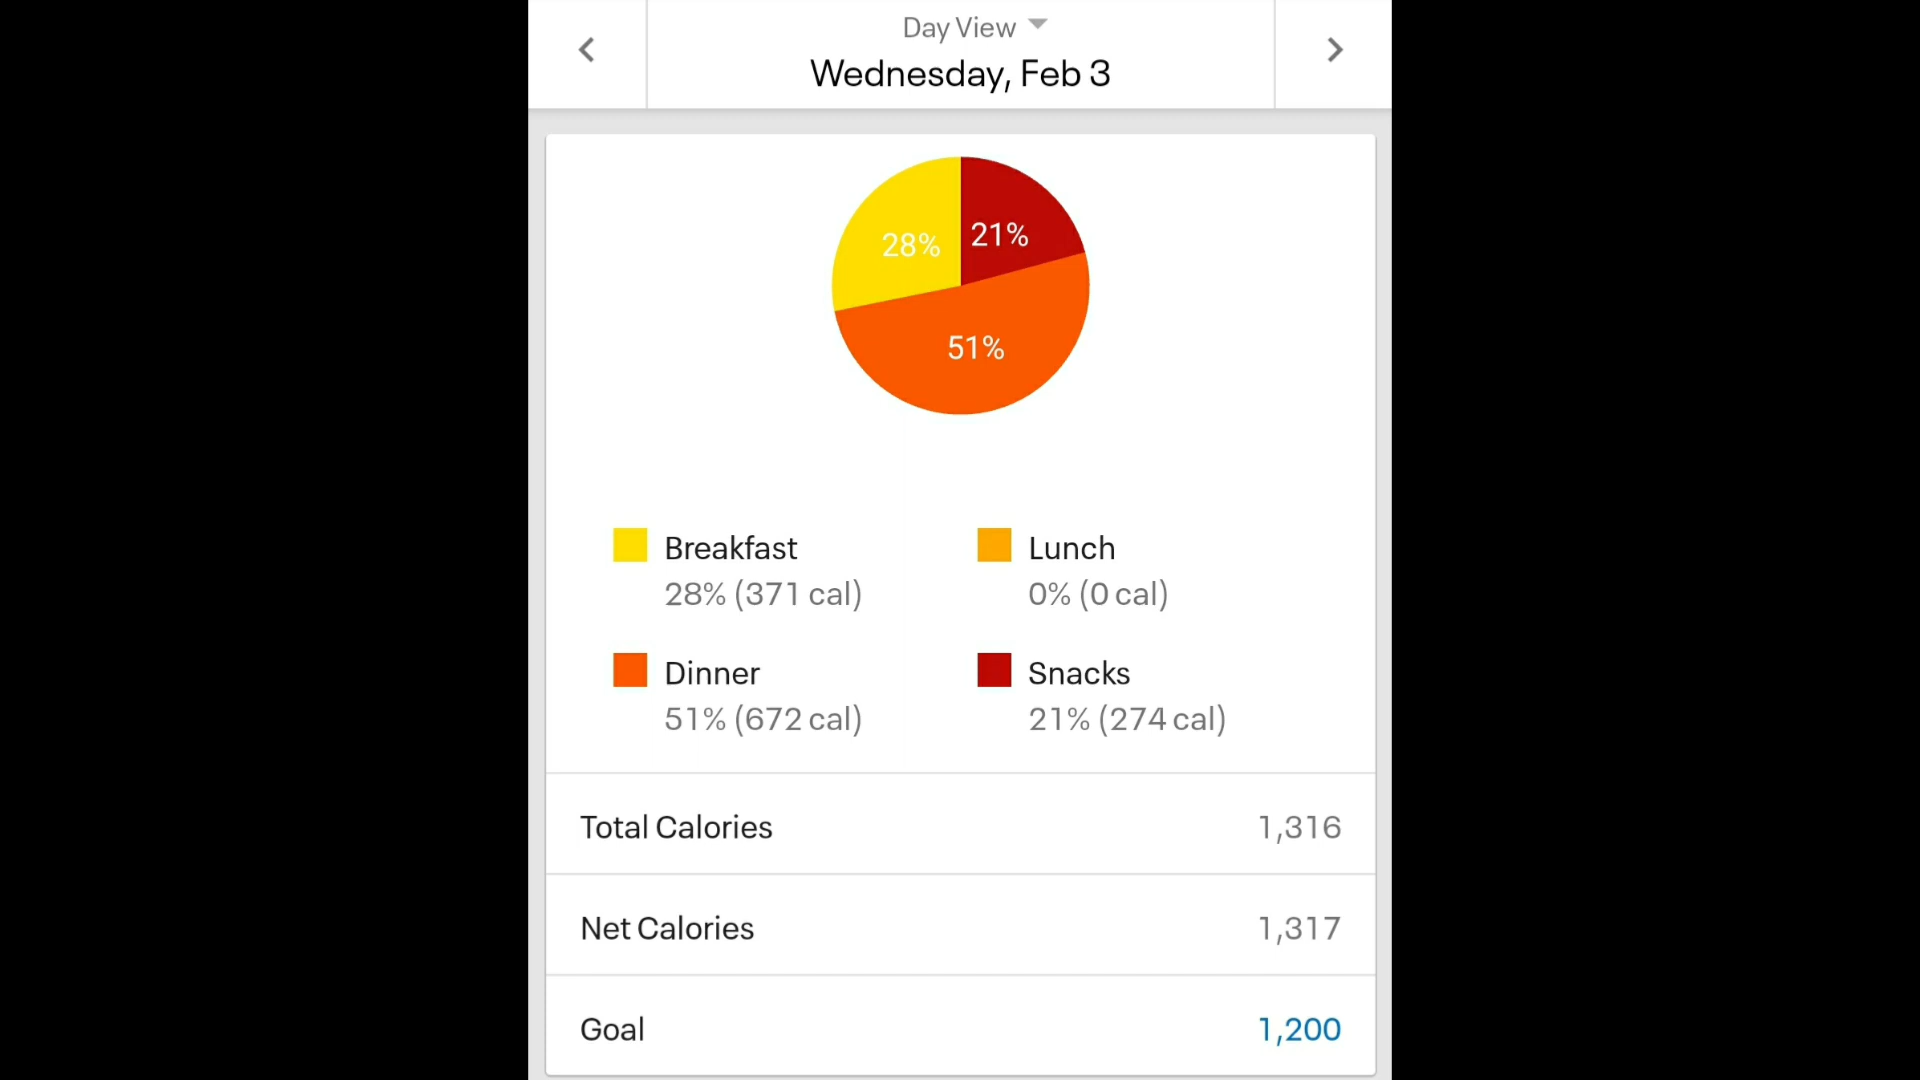 Day View
Wednesday, Feb 3
28%
21%
51%
Breakfast
28% (371 cal)
Lunch
0% (0 cal)
Dinner
51% (672 cal)
Snacks
21% (274 cal)
Total Calories 1,316
Net Calories 1,317
Goal 1,200